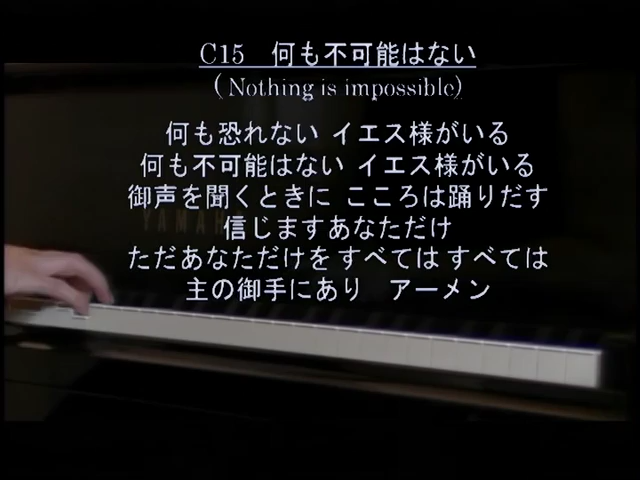 C15 何も不可能はない
(Nothing is impossible)
何も恐れない イエス様がいる
何も不可能はない イエス様がいる
御声を聞くときに こころは踊りだす
信じますあなただけ
ただあなただけを すべては すべては
主の御手にあり アーメン
YAMAHA